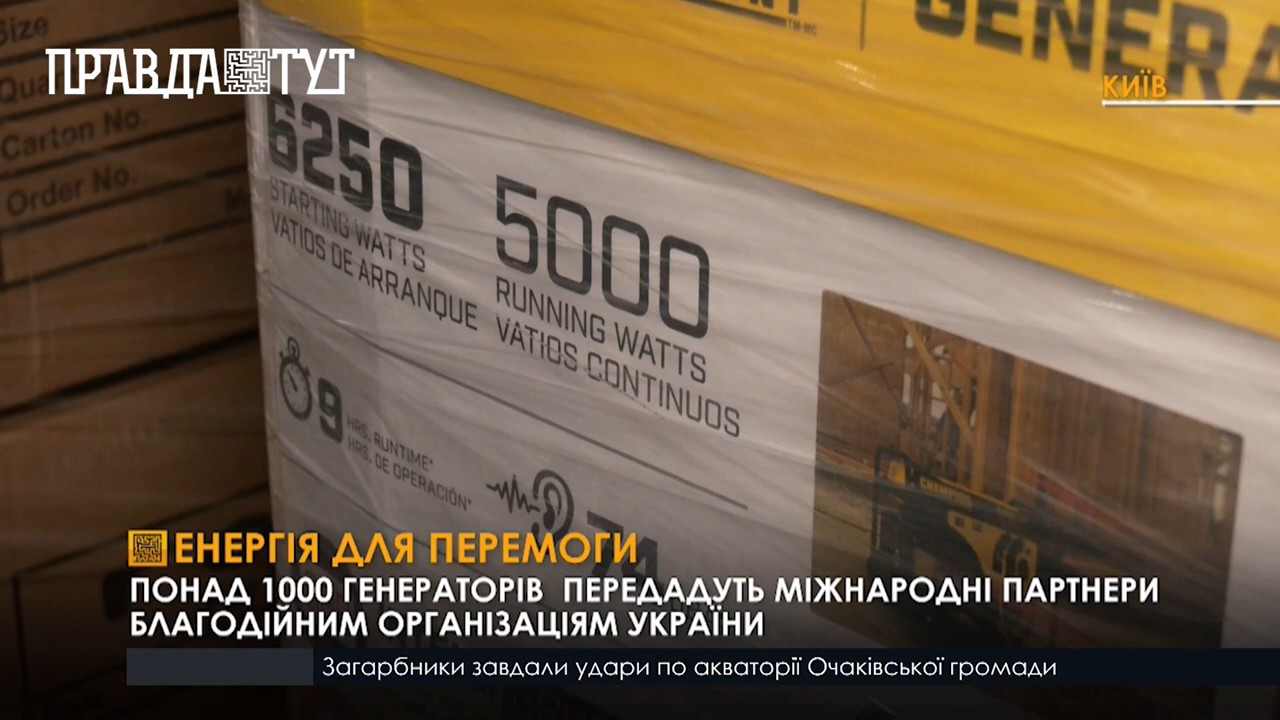 ПРАВДА ТУТ
КИЇВ
GENERA
Size
Carton No.
Order No.
6250
STARTING WATTS
VATIOS DE ARRANQUE
5000
RUNNING WATTS
VATIOS CONTINUOS
9
HRS. RUNTIME*
HRS. DE OPERACIÓN*
CHAMPION
ЕНЕРГІЯ ДЛЯ ПЕРЕМОГИ
ПОНАД 1000 ГЕНЕРАТОРІВ ПЕРЕДАДУТЬ МІЖНАРОДНІ ПАРТНЕРИ
БЛАГОДІЙНИМ ОРГАНІЗАЦІЯМ УКРАЇНИ
Загарбники завдали удари по акваторії Очаківської громади